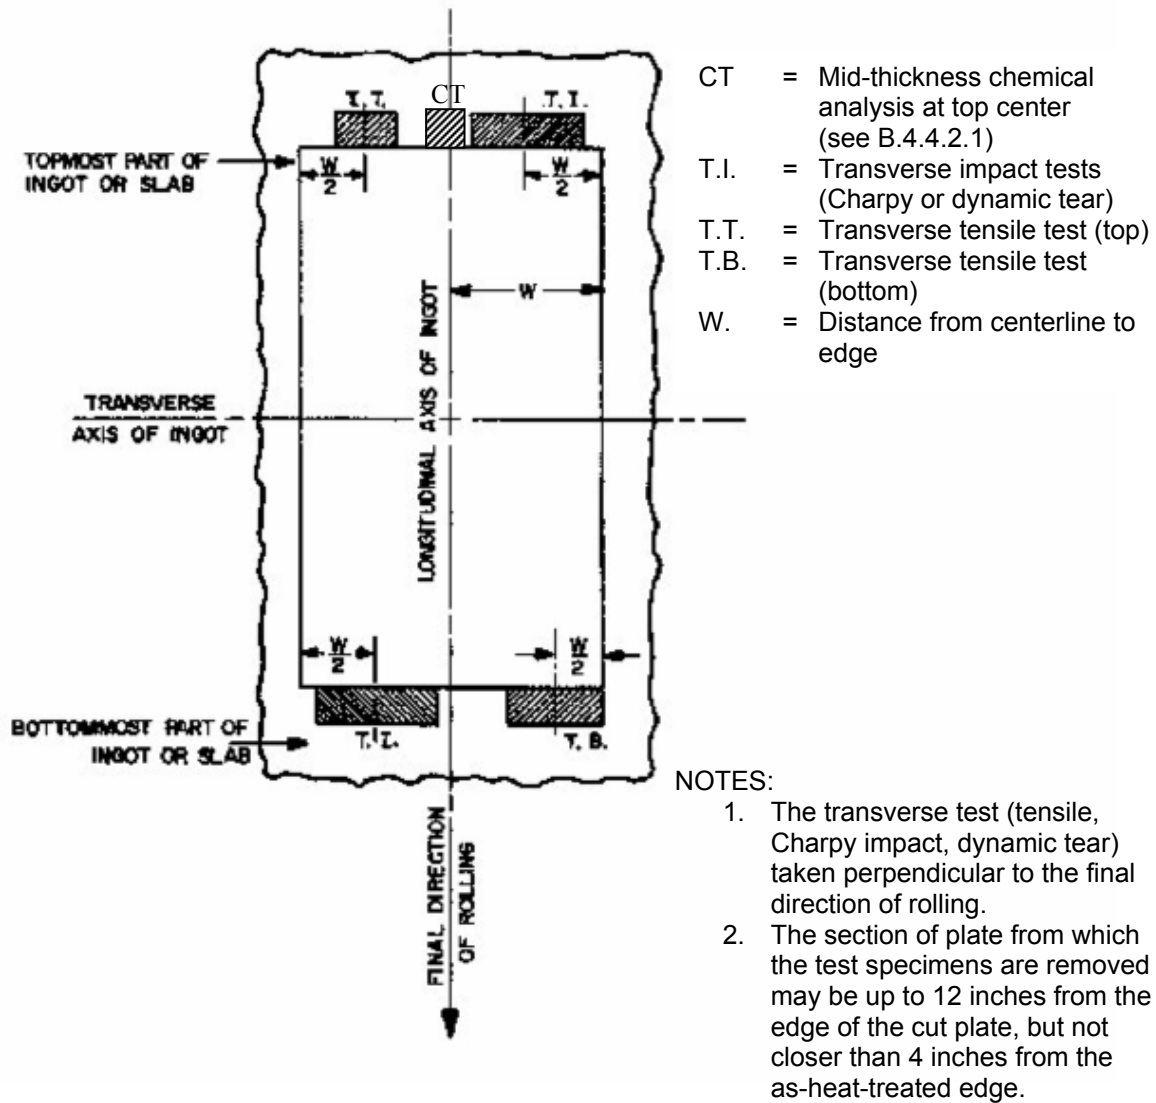 CT
T.T.
T.I.
TOPMOST PART OF
INGOT OR SLAB
W
2
W
2
W
LONGITUDINAL AXIS OF INGOT
TRANSVERSE
AXIS OF INGOT
W
2
W
2
T.I.
T.B.
BOTTOMMOST PART OF
INGOT OR SLAB
FINAL DIRECTION
OF ROLLING
CT = Mid-thickness chemical
analysis at top center
(see B.4.4.2.1)
T.I. = Transverse impact tests
(Charpy or dynamic tear)
T.T. = Transverse tensile test (top)
T.B. = Transverse tensile test
(bottom)
W. = Distance from centerline to
edge
NOTES:
1. The transverse test (tensile,
Charpy impact, dynamic tear)
taken perpendicular to the final
direction of rolling.
2. The section of plate from which
the test specimens are removed
may be up to 12 inches from the
edge of the cut plate, but not
closer than 4 inches from the
as-heat-treated edge.